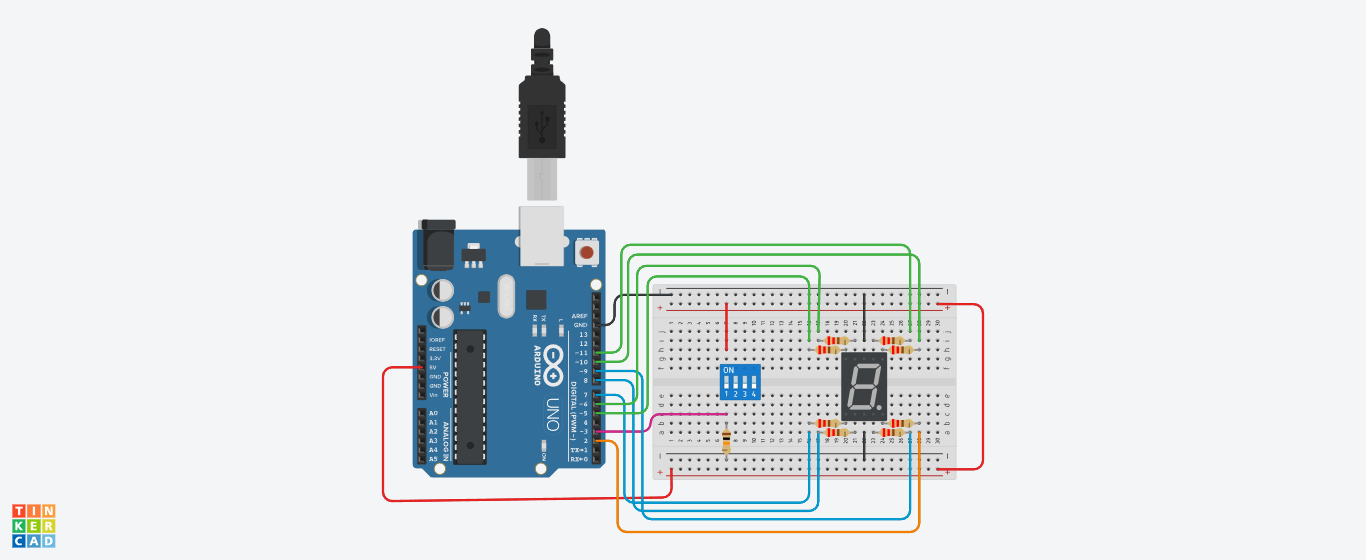 AREF
GND
13
12
~11
~10
~9
8
7
~6
~5
4
~3
2
TX→1
RX←0
DIGITAL (PWM~)
RX
TX
L
ARDUINO
UNO
ON
IOREF
RESET
3.3V
5V
GND
GND
Vin
POWER
A0
A1
A2
A3
A4
A5
ANALOG IN
ON
1 2 3 4
j
i
h
g
f
e
d
c
b
a
TIN
KER
CAD